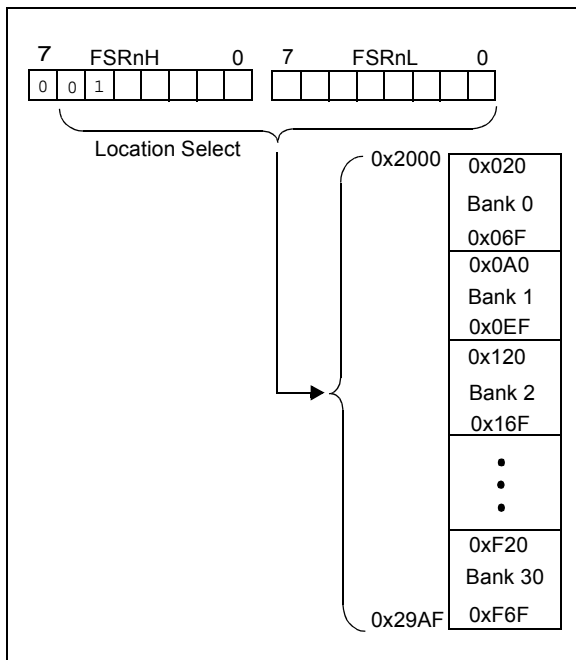 7 FSRnH 0 7 FSRnL 0
0 0 1
Location Select
0x2000
0x020
Bank 0
0x06F
0x0A0
Bank 1
0x0EF
0x120
Bank 2
0x16F
0xF20
Bank 30
0x29AF
0xF6F